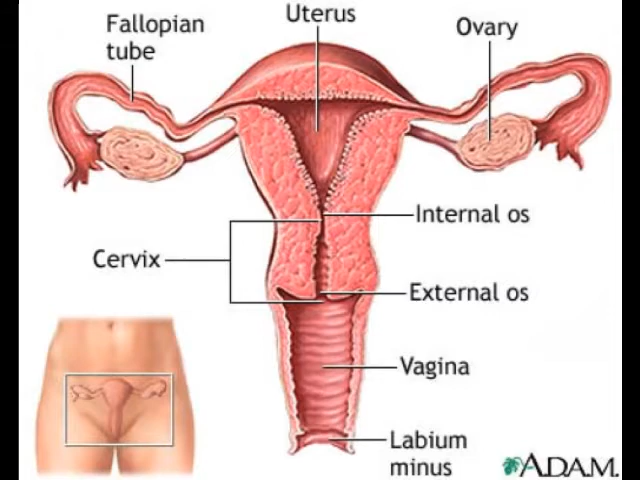 Fallopian
tube
Uterus
Ovary
Internal os
Cervix
External os
Vagina
Labium
minus
A.D.A.M.